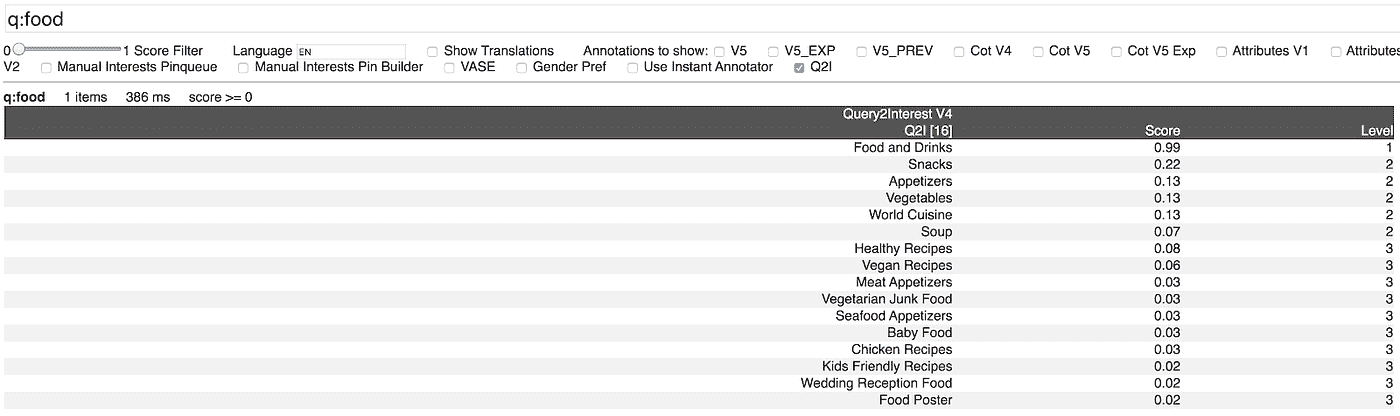 q:food
0 1 Score Filter Language EN Show Translations Annotations to show: V5 V5_EXP V5_PREV Cot V4 Cot V5 Cot V5 Exp Attributes V1 Attributes
V2 Manual Interests Pinqueue Manual Interests Pin Builder VASE Gender Pref Use Instant Annotator Q2I
q:food 1 items 386 ms score >= 0
Query2Interest V4
Q2I [16] Score Level
Food and Drinks 0.99 1
Snacks 0.22 2
Appetizers 0.13 2
Vegetables 0.13 2
World Cuisine 0.13 2
Soup 0.07 2
Healthy Recipes 0.08 3
Vegan Recipes 0.06 3
Meat Appetizers 0.03 3
Vegetarian Junk Food 0.03 3
Seafood Appetizers 0.03 3
Baby Food 0.03 3
Chicken Recipes 0.03 3
Kids Friendly Recipes 0.02 3
Wedding Reception Food 0.02 3
Food Poster 0.02 3